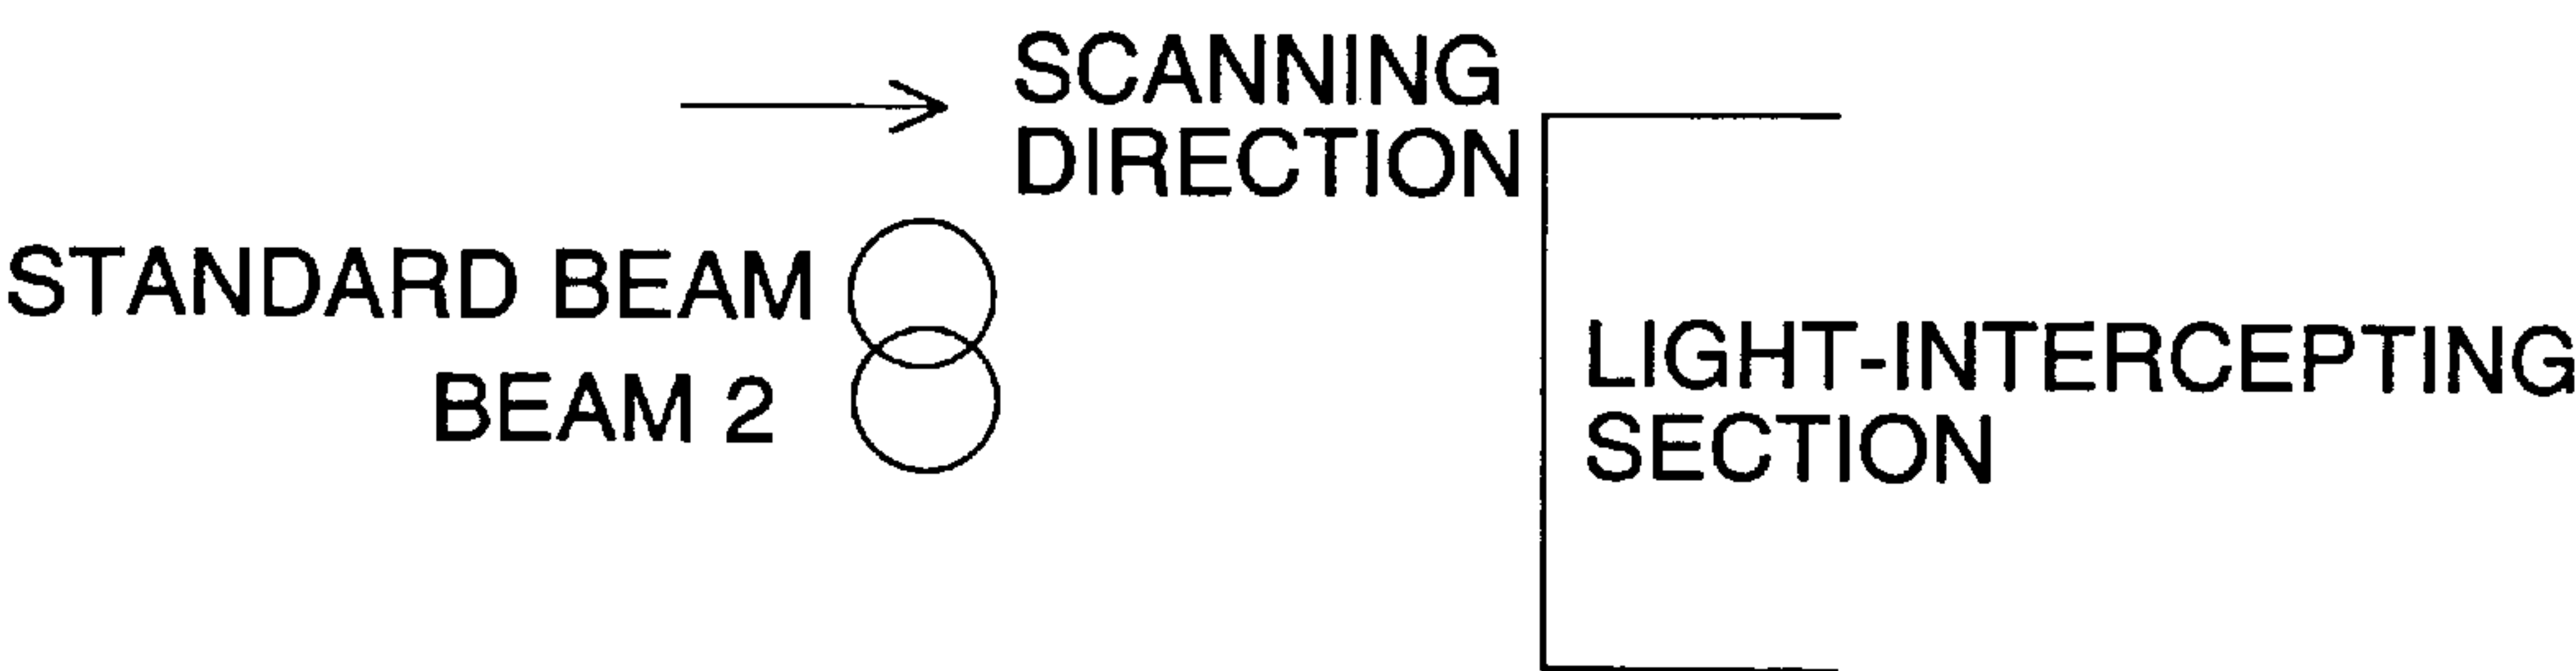 SCANNING
DIRECTION
STANDARD BEAM
BEAM 2
LIGHT-INTERCEPTING
SECTION